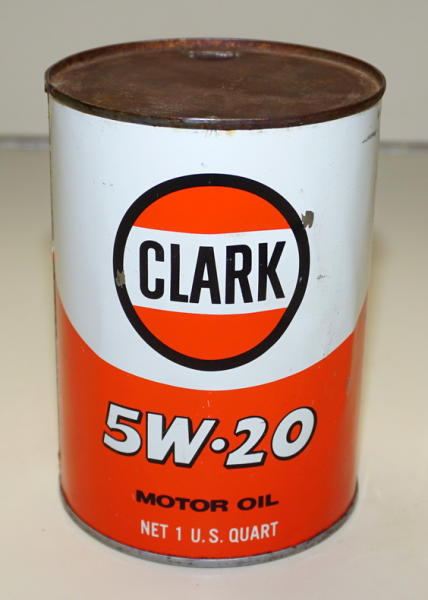 CLARK
5W·20
MOTOR OIL
NET 1 U.S. QUART